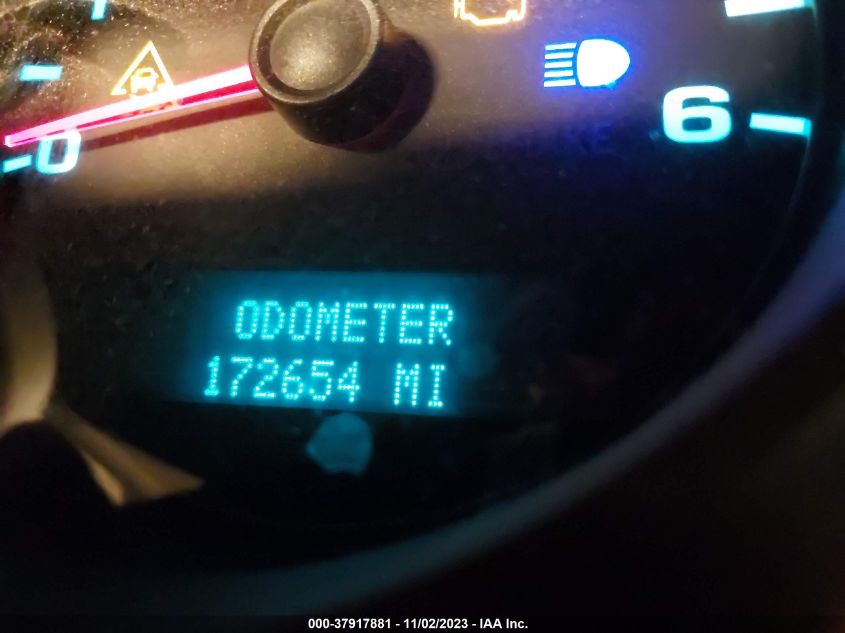 0
6
ODOMETER
172654 MI
000-37917881 - 11/02/2023 - IAA Inc.